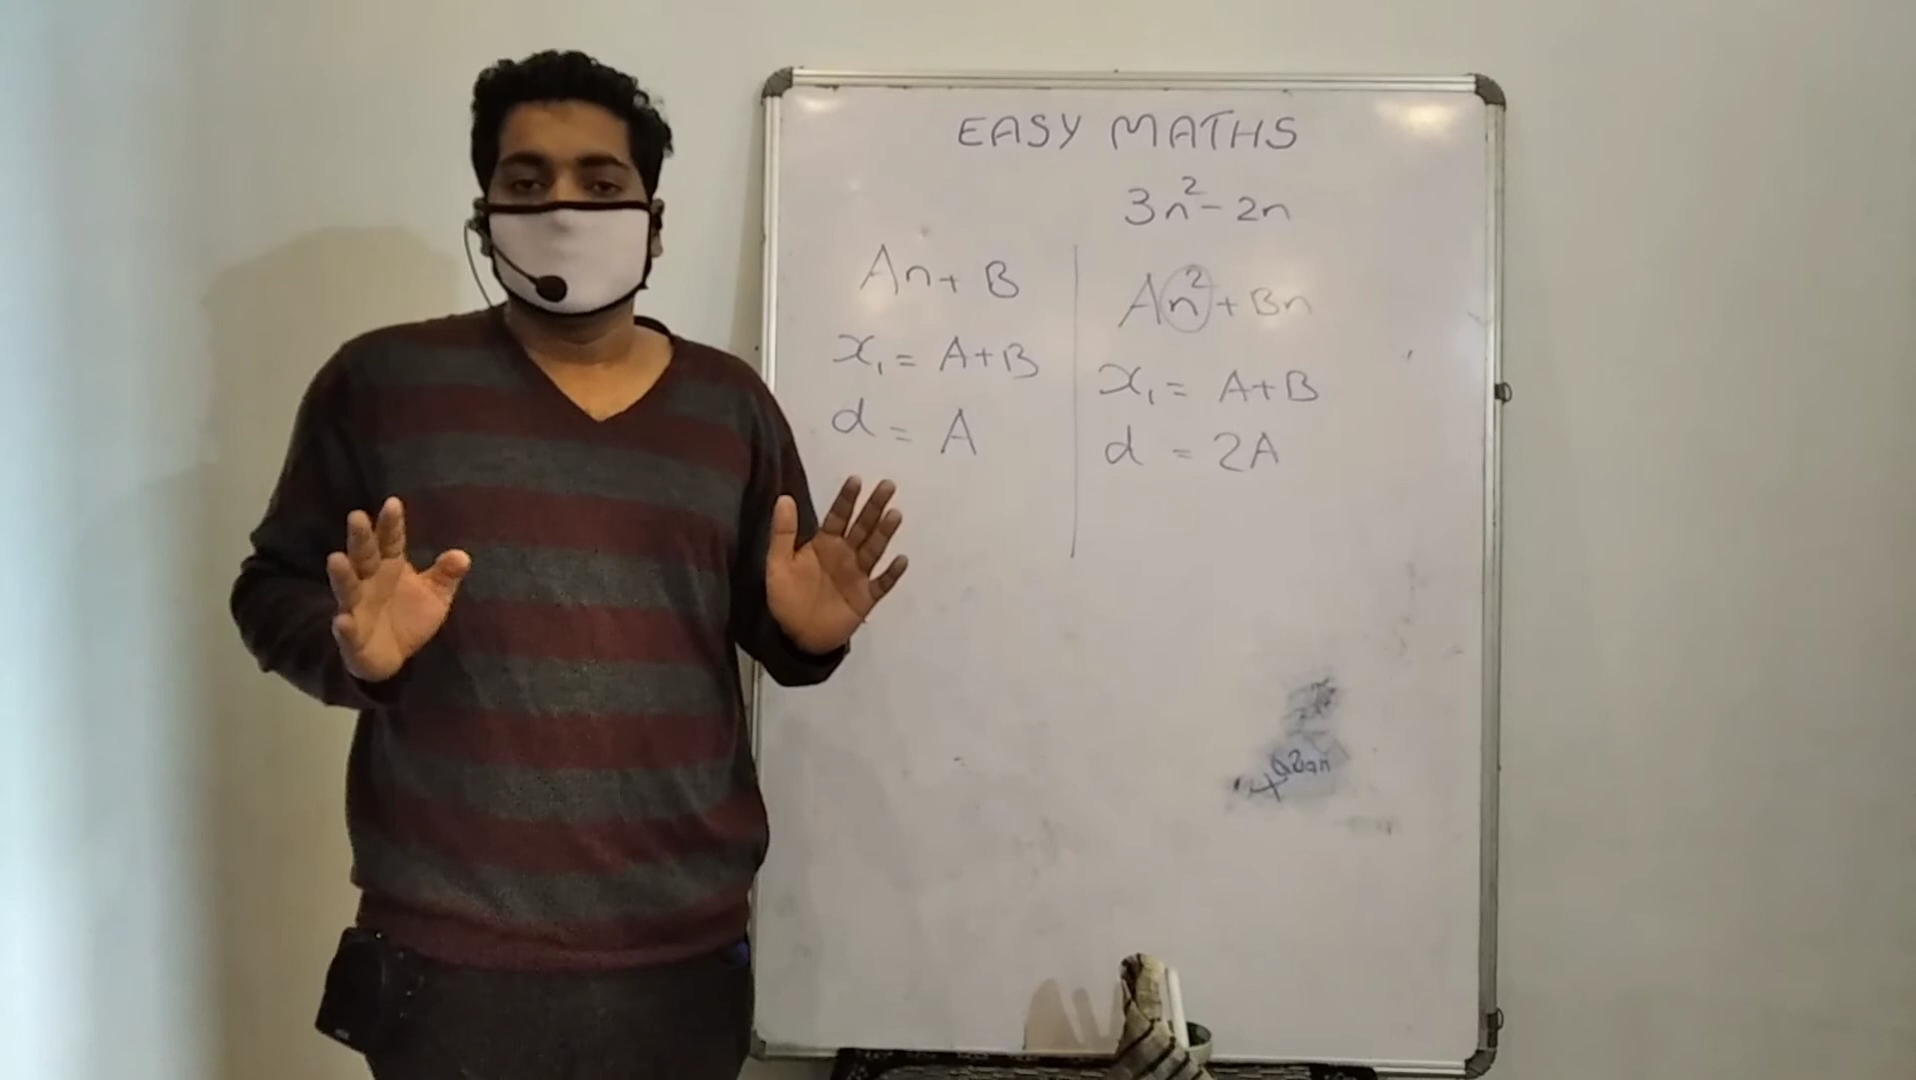 EASY MATHS
3n² - 2n
An + B
x₁ = A+B
d = A
An² + Bn
x₁ = A+B
d = 2A